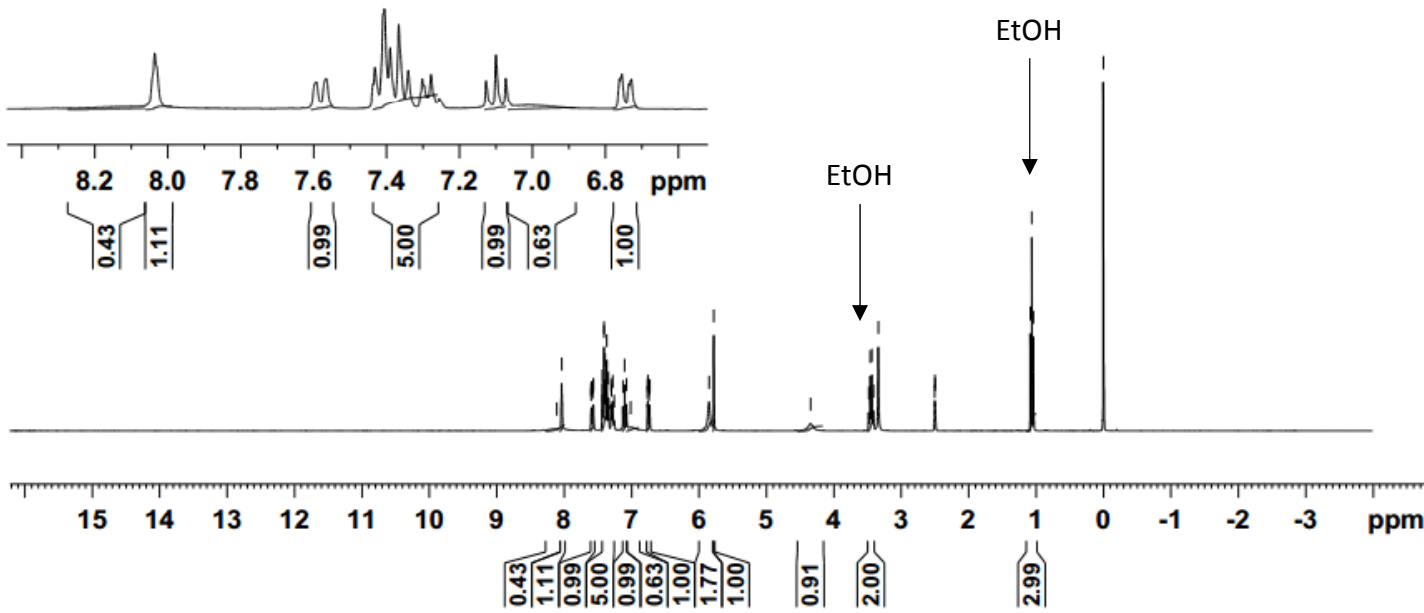 EtOH
EtOH
8.2 8.0 7.8 7.6 7.4 7.2 7.0 6.8 ppm
0.43 1.11 0.99 5.00 0.99 0.63 1.00
15 14 13 12 11 10 9 8 7 6 5 4 3 2 1 0 -1 -2 -3 ppm
0.43 1.11 0.99 5.00 0.99 0.63 1.00 1.77 1.00 0.91 2.00 2.99